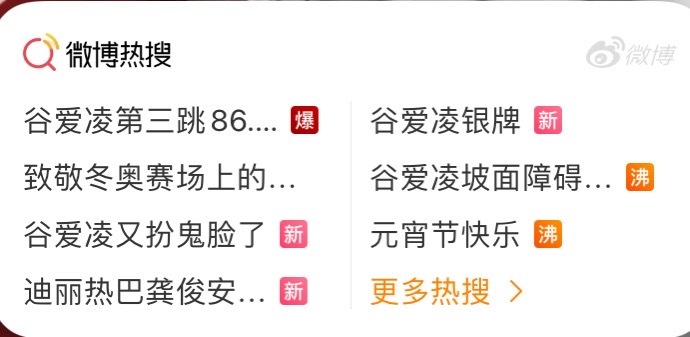 微博热搜
微博
谷爱凌第三跳86.... 爆
谷爱凌银牌 新
致敬冬奥赛场上的...
谷爱凌坡面障碍... 沸
谷爱凌又扮鬼脸了 新
元宵节快乐 沸
迪丽热巴龚俊安... 新
更多热搜